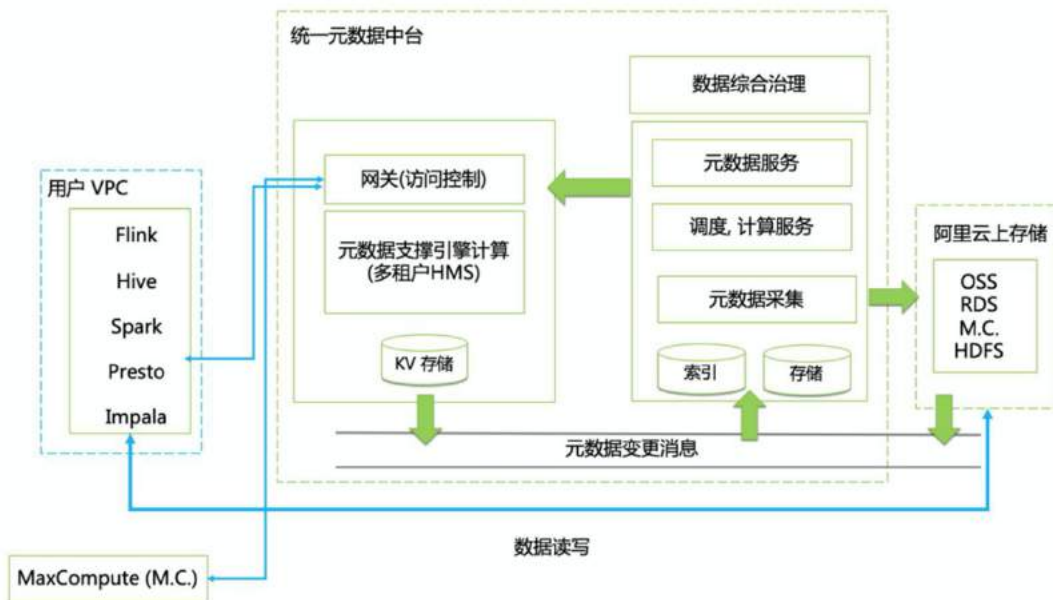 统一元数据中台
数据综合治理
网关(访问控制)
元数据支撑引擎计算
(多租户HMS)
KV 存储
元数据服务
调度, 计算服务
元数据采集
索引
存储
用户 VPC
Flink
Hive
Spark
Presto
Impala
阿里云上存储
OSS
RDS
M.C.
HDFS
元数据变更消息
数据读写
MaxCompute (M.C.)